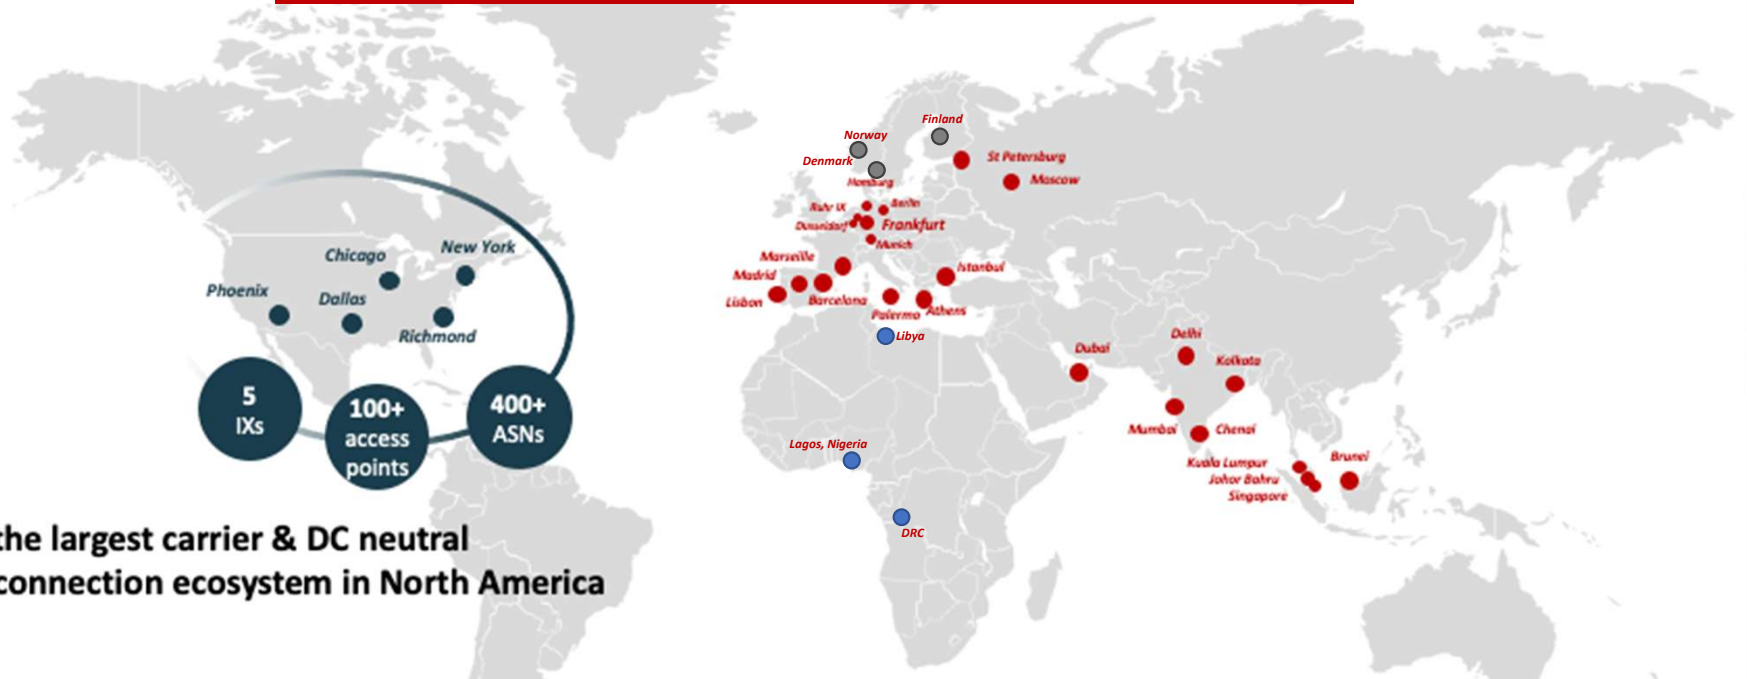 Chicago
New York
Phoenix
Dallas
Richmond
5
IXs
100+
access
points
400+
ASNs
the largest carrier & DC neutral
connection ecosystem in North America
Finland
Norway
Denmark
Hamburg
St Petersburg
Moscow
Ruhr IX
Berlin
Dusseldorf
Frankfurt
Munich
Marseille
Madrid
Lisbon
Barcelona
Istanbul
Palermo
Athens
Libya
Lagos, Nigeria
DRC
Dubai
Delhi
Kolkata
Mumbai
Chenai
Kuala Lumpur
Johor Bahru
Singapore
Brunei